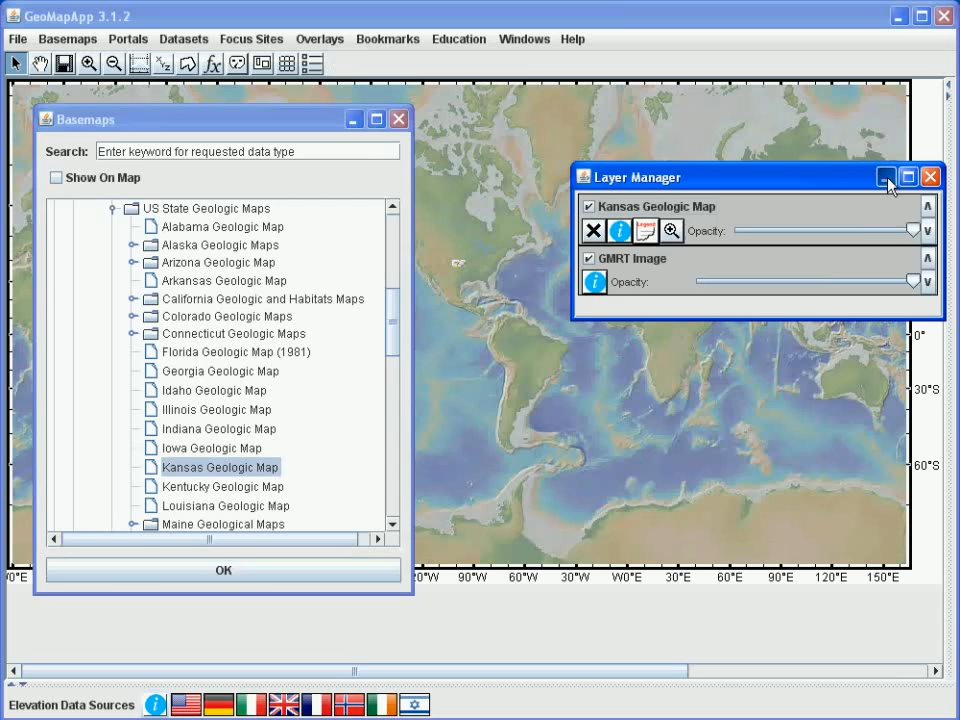 GeoMapApp 3.1.2
File Basemaps Portals Datasets Focus Sites Overlays Bookmarks Education Windows Help
Basemaps
Search: Enter keyword for requested data type
Show On Map
US State Geologic Maps
Alabama Geologic Map
Alaska Geologic Maps
Arizona Geologic Map
Arkansas Geologic Map
California Geologic and Habitats Maps
Colorado Geologic Maps
Connecticut Geologic Maps
Florida Geologic Map (1981)
Georgia Geologic Map
Idaho Geologic Map
Illinois Geologic Map
Indiana Geologic Map
Iowa Geologic Map
Kansas Geologic Map
Kentucky Geologic Map
Louisiana Geologic Map
Maine Geological Maps
OK
Layer Manager
Kansas Geologic Map
Legend
Opacity:
GMRT Image
Opacity:
0°
30°S
60°S
0°E 20°W 90°W 60°W 30°W W0°E 30°E 60°E 90°E 120°E 150°E
Elevation Data Sources